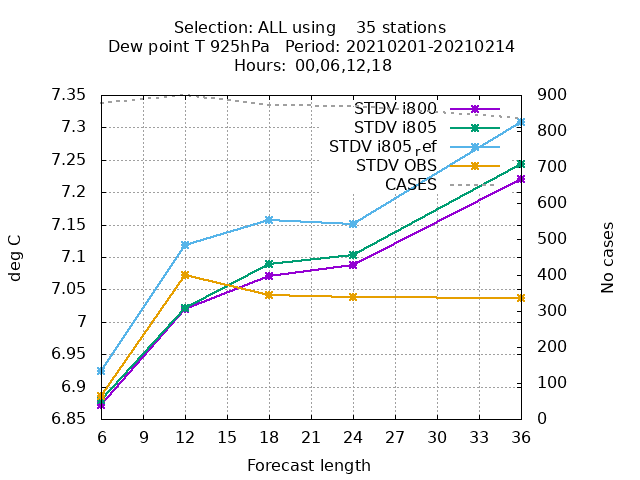 Selection: ALL using    35 stations
Dew point T 925hPa   Period: 20210201-20210214
Hours: 00,06,12,18
7.35
7.3
7.25
7.2
7.15
7.1
7.05
7
6.95
6.9
6.85
deg C
STDV i800
STDV i805
STDV i805ref
STDV OBS
CASES
900
800
700
600
500
400
300
200
100
0
No cases
6 9 12 15 18 21 24 27 30 33 36
Forecast length